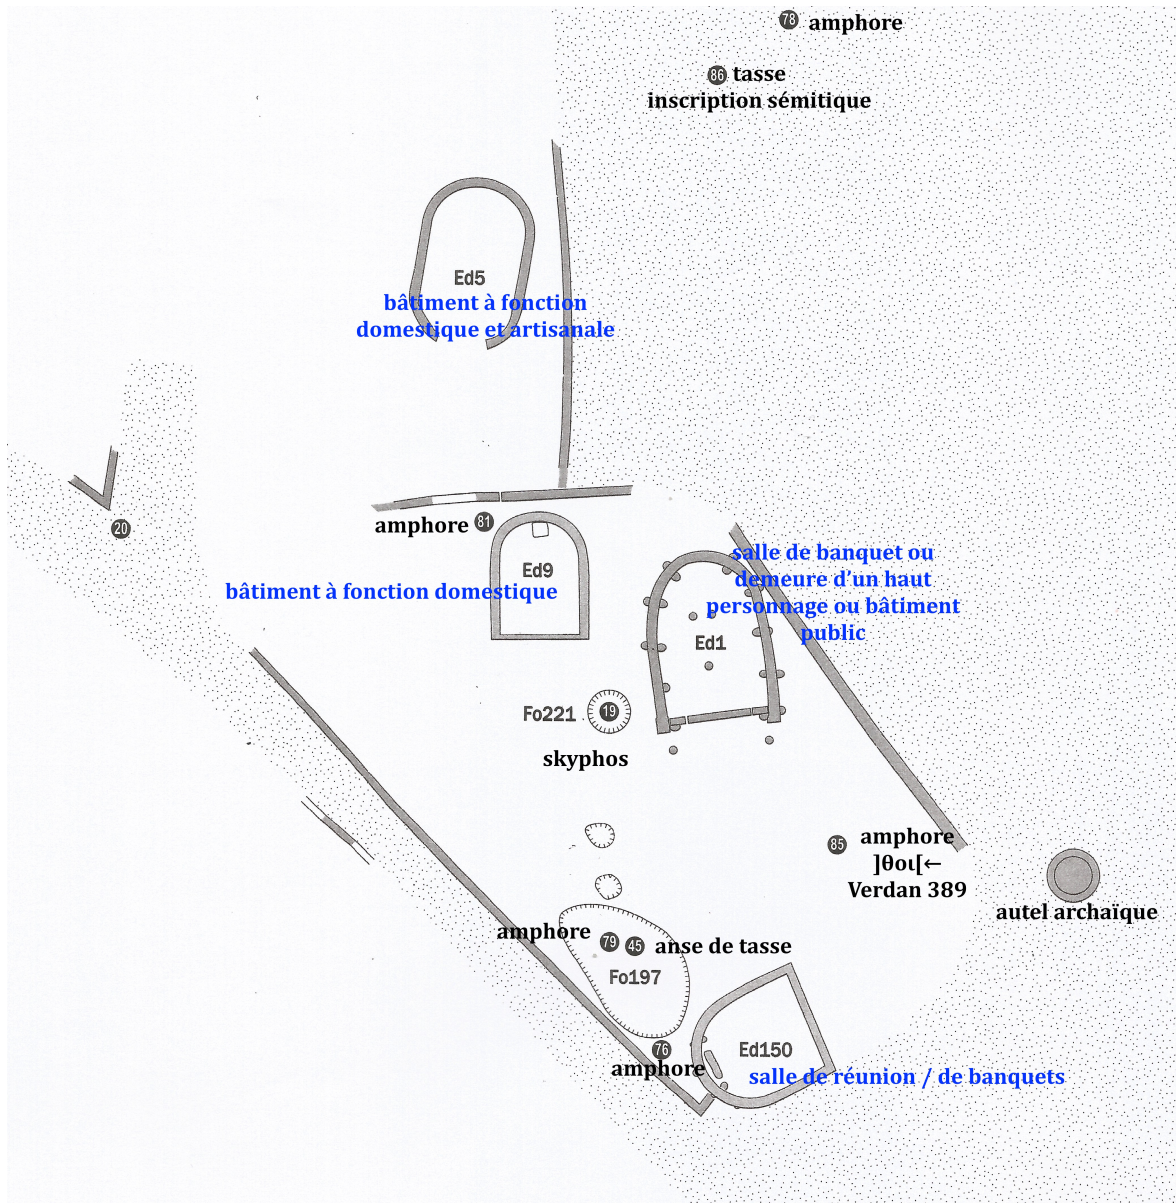 78 amphore
86 tasse
inscription sémitique
Ed5
bâtiment à fonction
domestique et artisanale
20
amphore 81
Ed9
bâtiment à fonction domestique
salle de banquet ou
demeure d'un haut
personnage ou bâtiment
public
Ed1
Fo221 19
skyphos
85 amphore
]θοι[←
Verdan 389
autel archaïque
amphore 79 45 anse de tasse
Fo197
76
amphore
Ed150
salle de réunion / de banquets